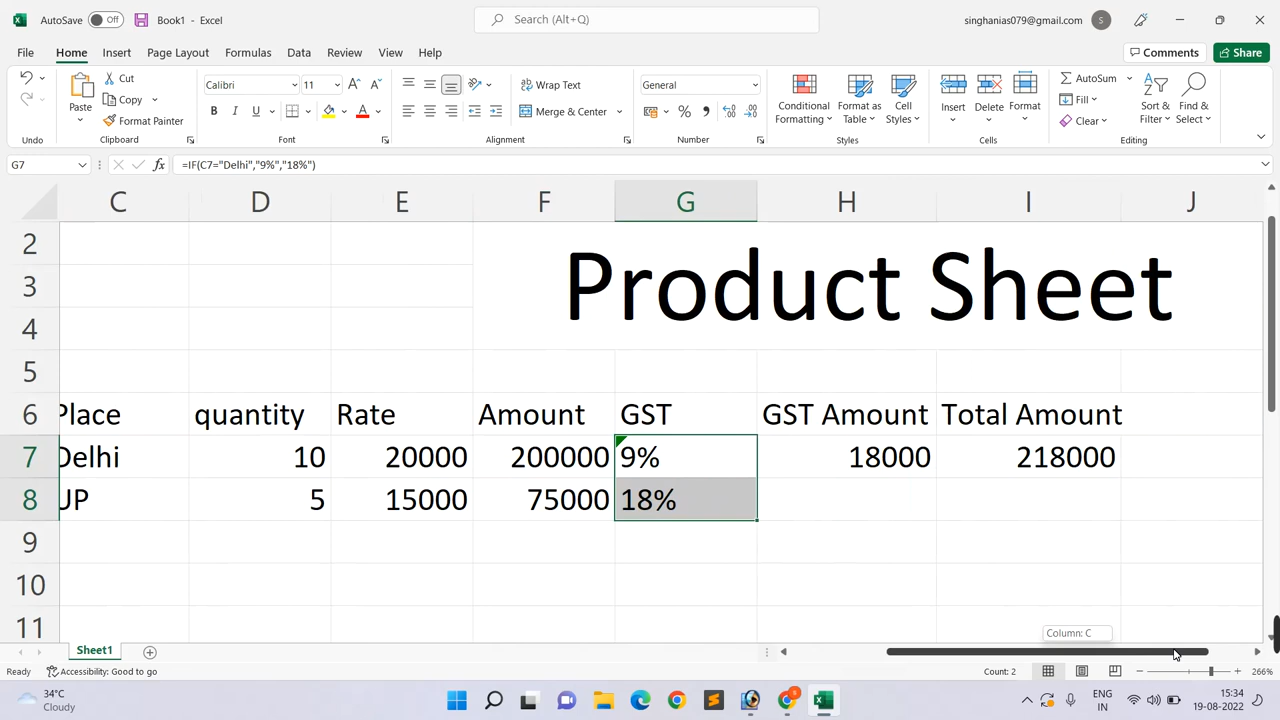 AutoSave Off Book1 - Excel Search (Alt+Q) singhanias079@gmail.com S
File Home Insert Page Layout Formulas Data Review View Help Comments Share
Cut
Copy
Format Painter
Paste
Calibri 11
B I U
Wrap Text
Merge & Center
General
Conditional Formatting
Format as Table
Cell Styles
Insert Delete Format
AutoSum
Fill
Clear
Sort & Filter
Find & Select
Undo Clipboard Font Alignment Number Styles Cells Editing
G7 fx =IF(C7="Delhi","9%","18%")
C D E F G H I J
2
3
4
Product Sheet
5
6 Place quantity Rate Amount GST GST Amount Total Amount
7 Delhi 10 20000 200000 9% 18000 218000
8 UP 5 15000 75000 18%
9
10
11
Column: C
Sheet1
Ready Accessibility: Good to go Count: 2 266%
34°C
Cloudy
ENG
IN
15:34
19-08-2022